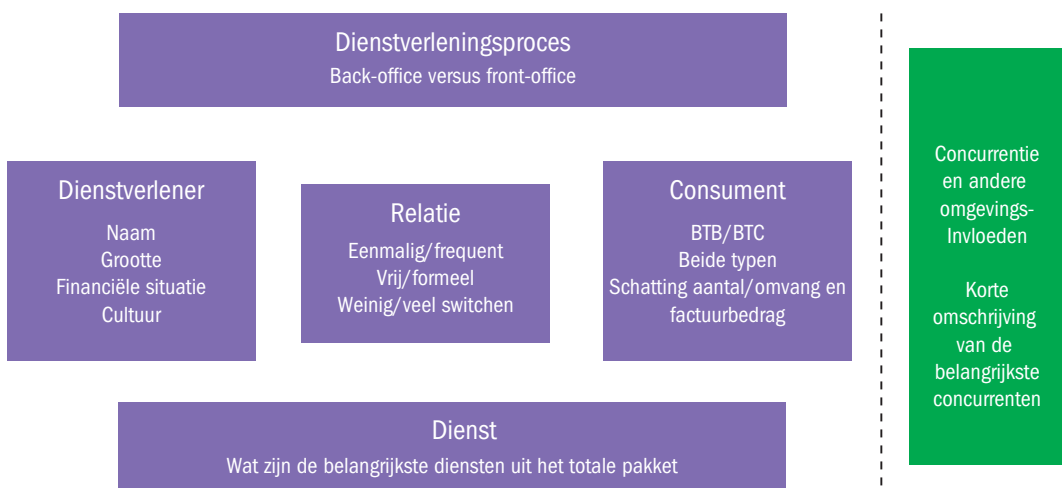 Dienstverleningsproces
Back-office versus front-office
Dienstverlener
Naam
Grootte
Financiële situatie
Cultuur
Relatie
Eenmalig/frequent
Vrij/formeel
Weinig/veel switchen
Consument
BTB/BTC
Beide typen
Schatting aantal/omvang en
factuurbedrag
Dienst
Wat zijn de belangrijkste diensten uit het totale pakket
Concurrentie
en andere
omgevings-
Invloeden
Korte
omschrijving
van de
belangrijkste
concurrenten